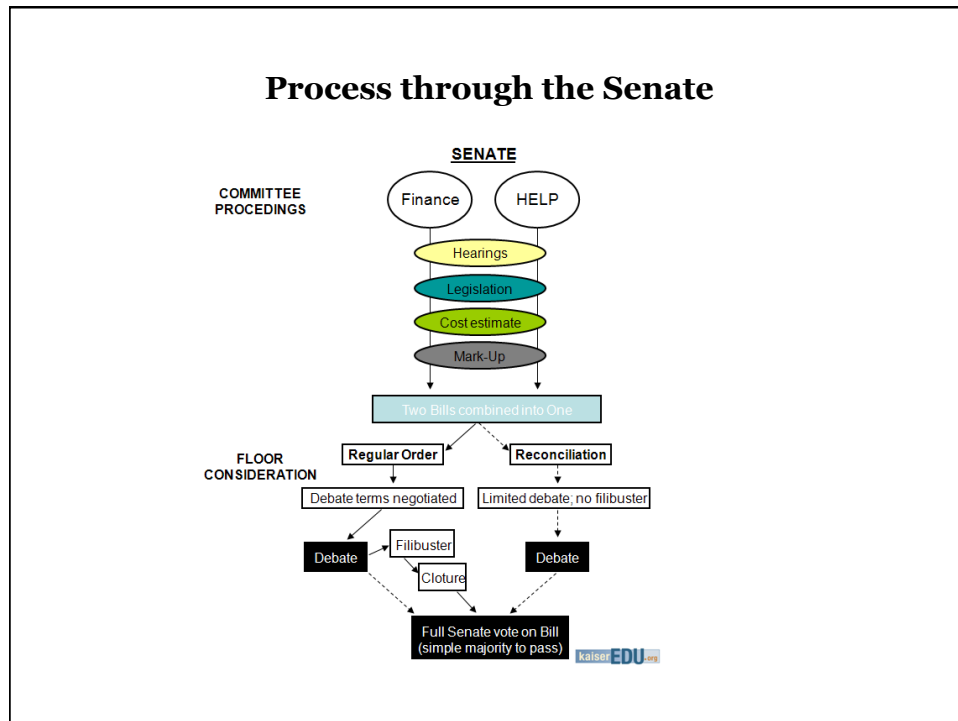 Process through the Senate
SENATE
COMMITTEE
PROCEDINGS
Finance
HELP
Hearings
Legislation
Cost estimate
Mark-Up
Two Bills combined into One
FLOOR
CONSIDERATION
Regular Order
Reconciliation
Debate terms negotiated
Limited debate; no filibuster
Debate
Filibuster
Cloture
Debate
Full Senate vote on Bill
(simple majority to pass)
kaiserEDU.org